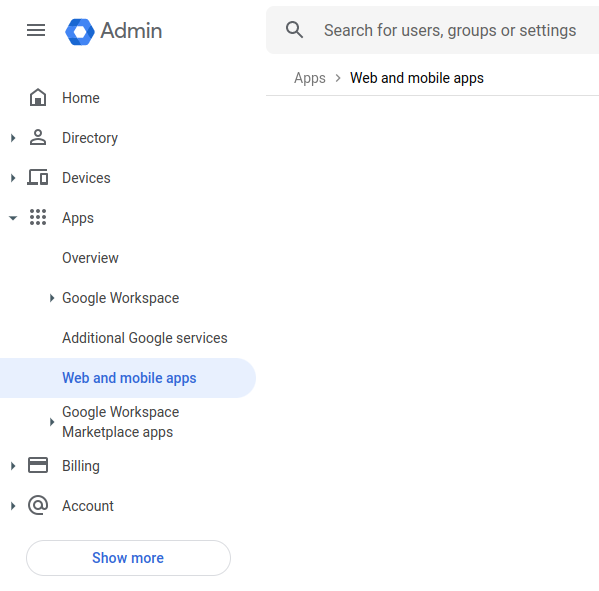 Admin
Search for users, groups or settings
Apps > Web and mobile apps
Home
Directory
Devices
Apps
Overview
Google Workspace
Additional Google services
Web and mobile apps
Google Workspace
Marketplace apps
Billing
Account
Show more